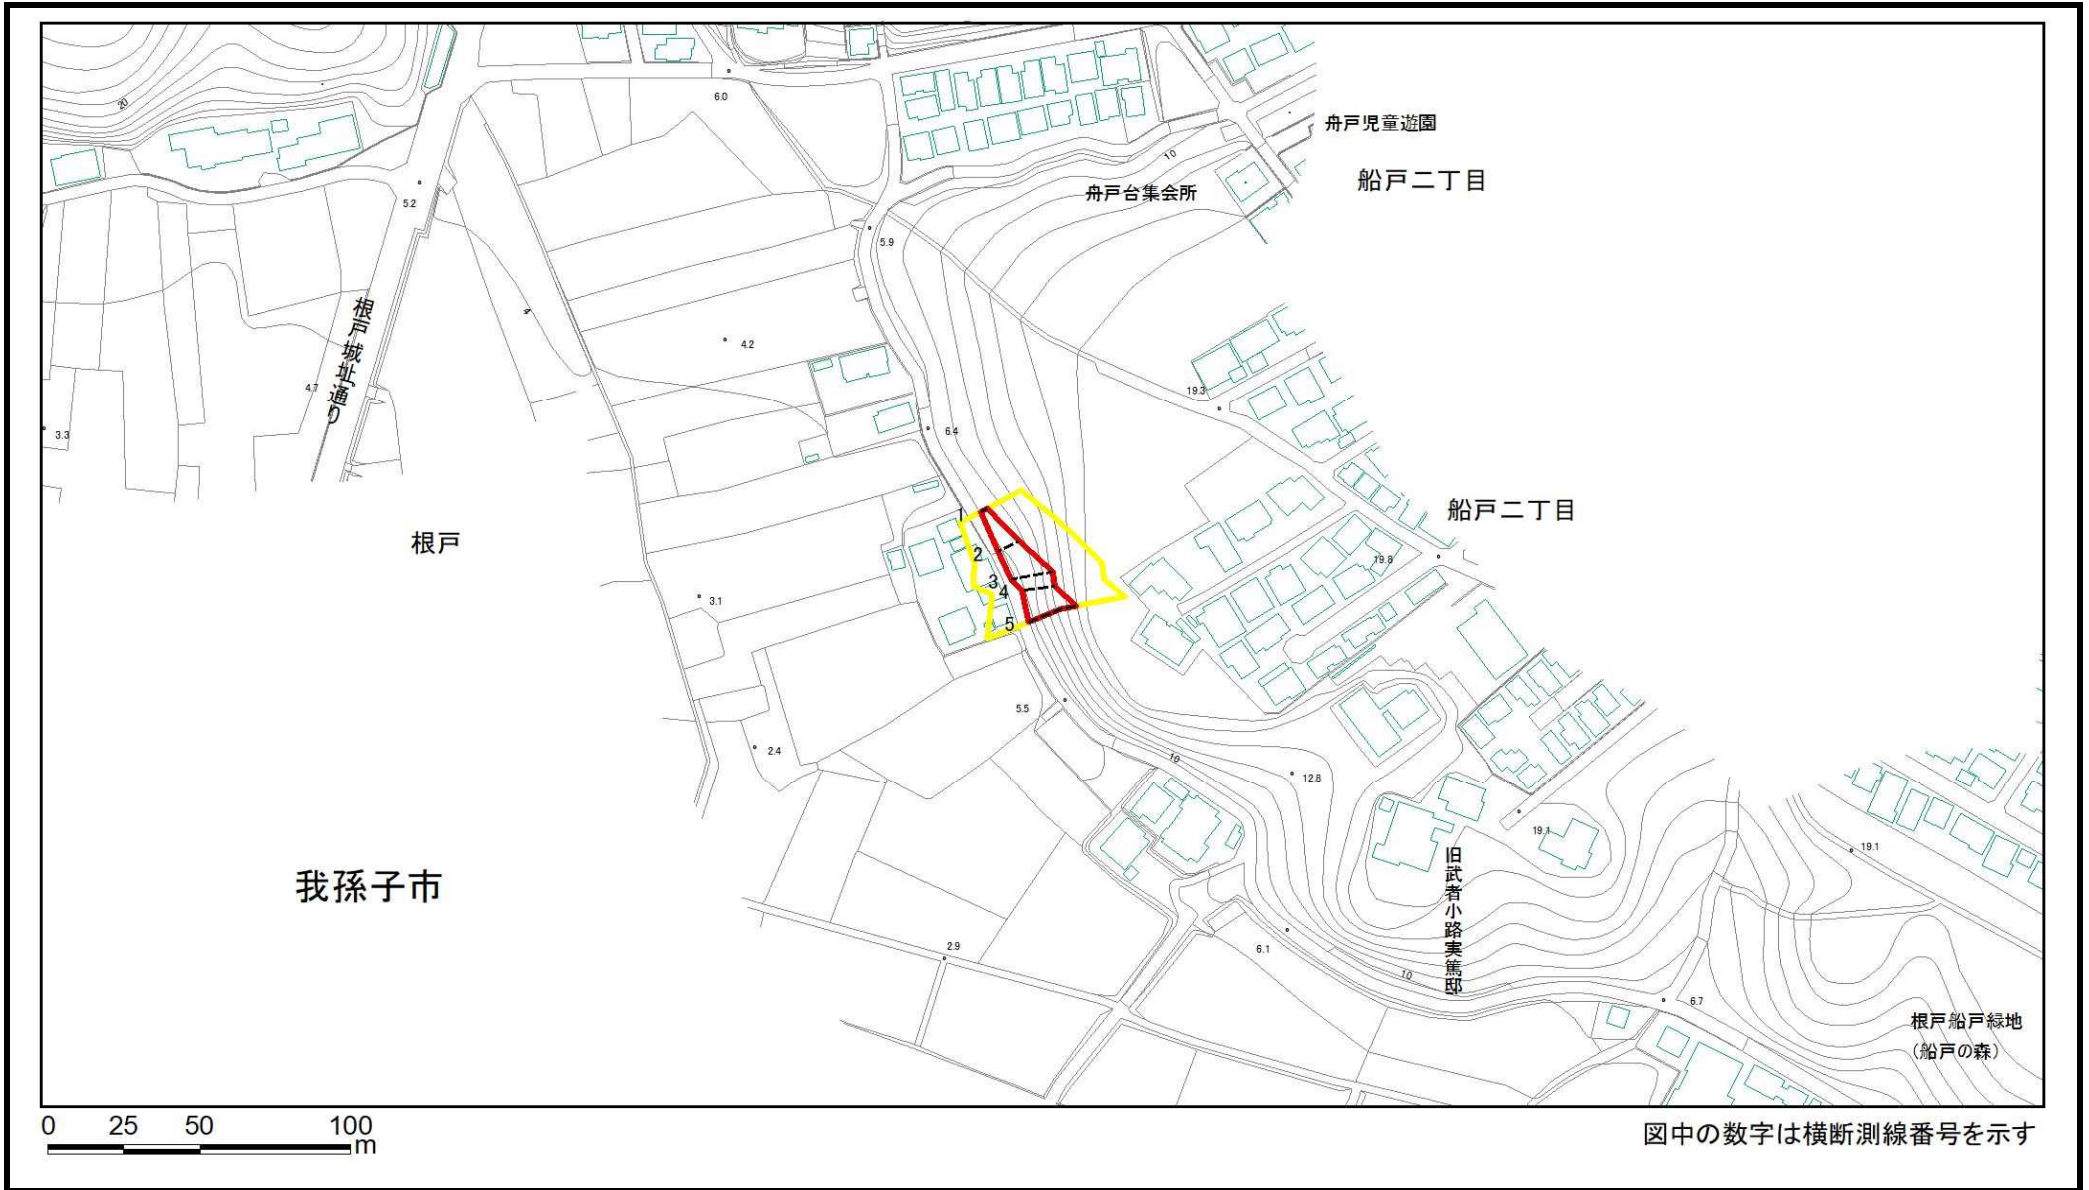 20
6.0
舟戸児童遊園
10
船戸二丁目
舟戸台集会所
5.2
5.9
根戸城址通り
4
4.2
4.7
19.3
3.3
6.4
船戸二丁目
1
根戸
2
19.8
3
4
3.1
5
5.5
2.4
10
12.8
19.1
19.1
旧武者小路実篤邸
我孫子市
2.9
6.1
10
6.7
根戸船戸緑地
（船戸の森）
0 25 50 100
m
図中の数字は横断測線番号を示す